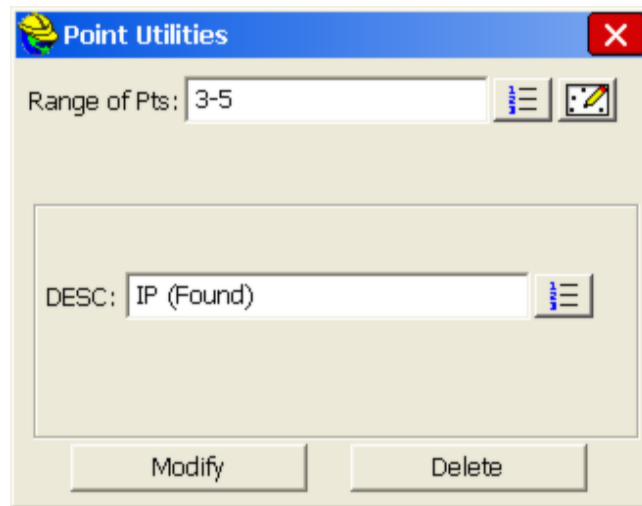 Point Utilities
Range of Pts: 3-5
DESC: IP (Found)
Modify Delete